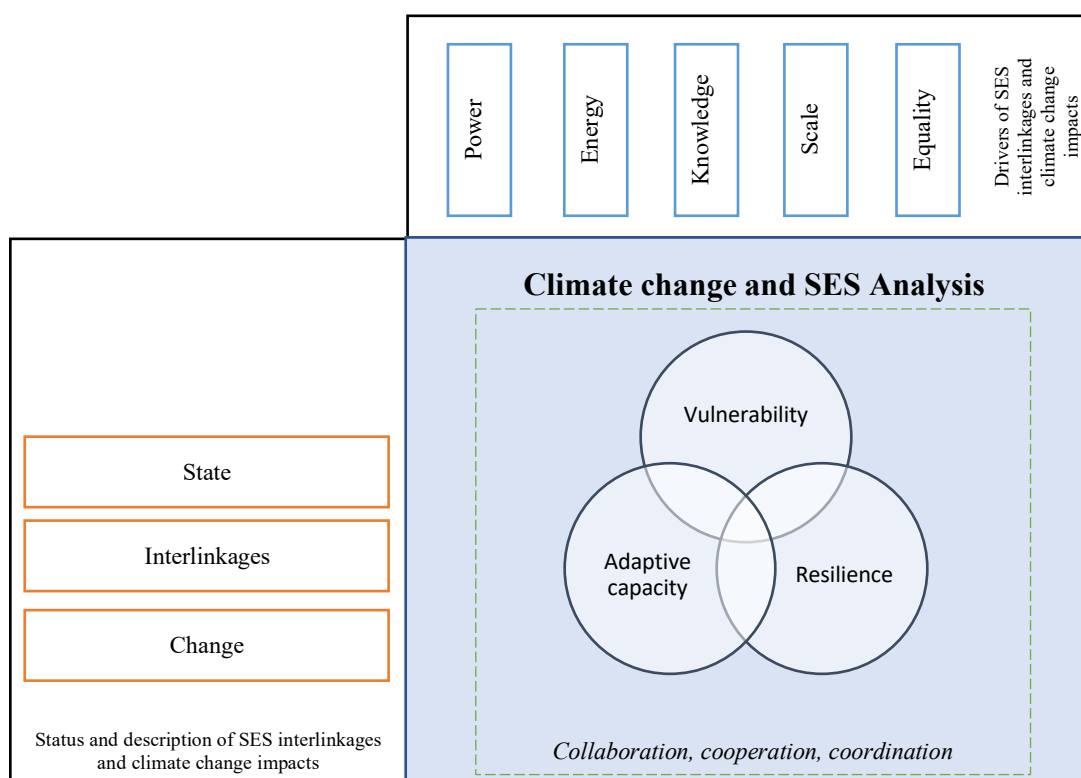 Power
Energy
Knowledge
Scale
Equality
Drivers of SES
interlinkages and
climate change
impacts
Climate change and SES Analysis
Vulnerability
Adaptive
capacity
Resilience
Collaboration, cooperation, coordination
State
Interlinkages
Change
Status and description of SES interlinkages
and climate change impacts